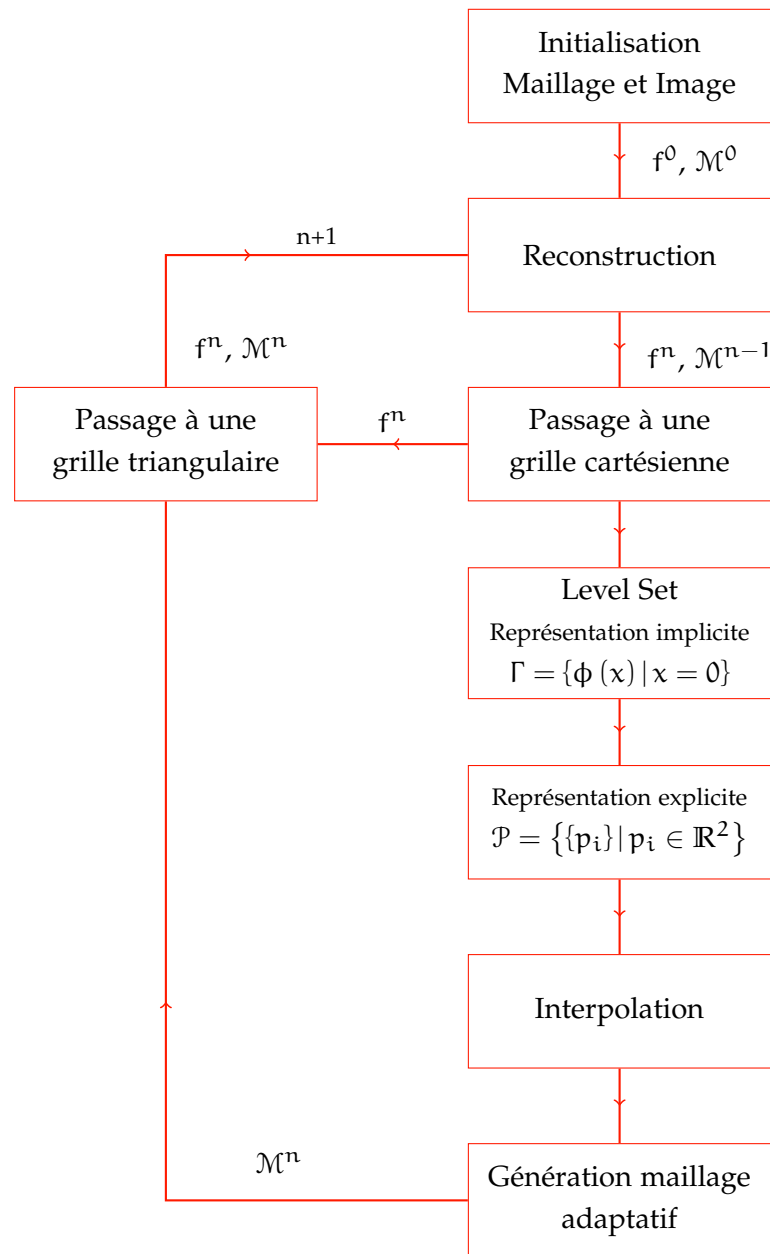 Initialisation
Maillage et Image
f⁰, ℳ⁰
n+1
Reconstruction
fⁿ, ℳⁿ
fⁿ, ℳⁿ⁻¹
Passage à une
grille triangulaire
fⁿ
Passage à une
grille cartésienne
Level Set
Représentation implicite
Γ = {ϕ (x) | x = 0}
Représentation explicite
𝒫 = {{pᵢ} | pᵢ ∈ ℝ²}
Interpolation
ℳⁿ
Génération maillage
adaptatif